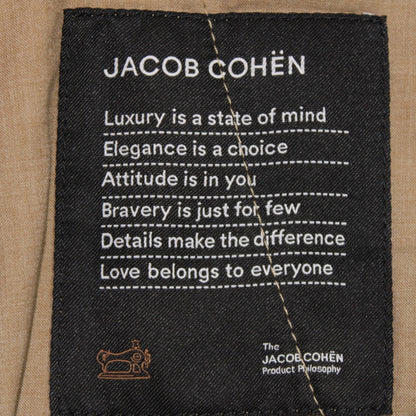 JACOB COHËN
Luxury is a state of mind
Elegance is a choice
Attitude is in you
Bravery is just for few
Details make the difference
Love belongs to everyone
The
JACOB COHËN
Product Philosophy